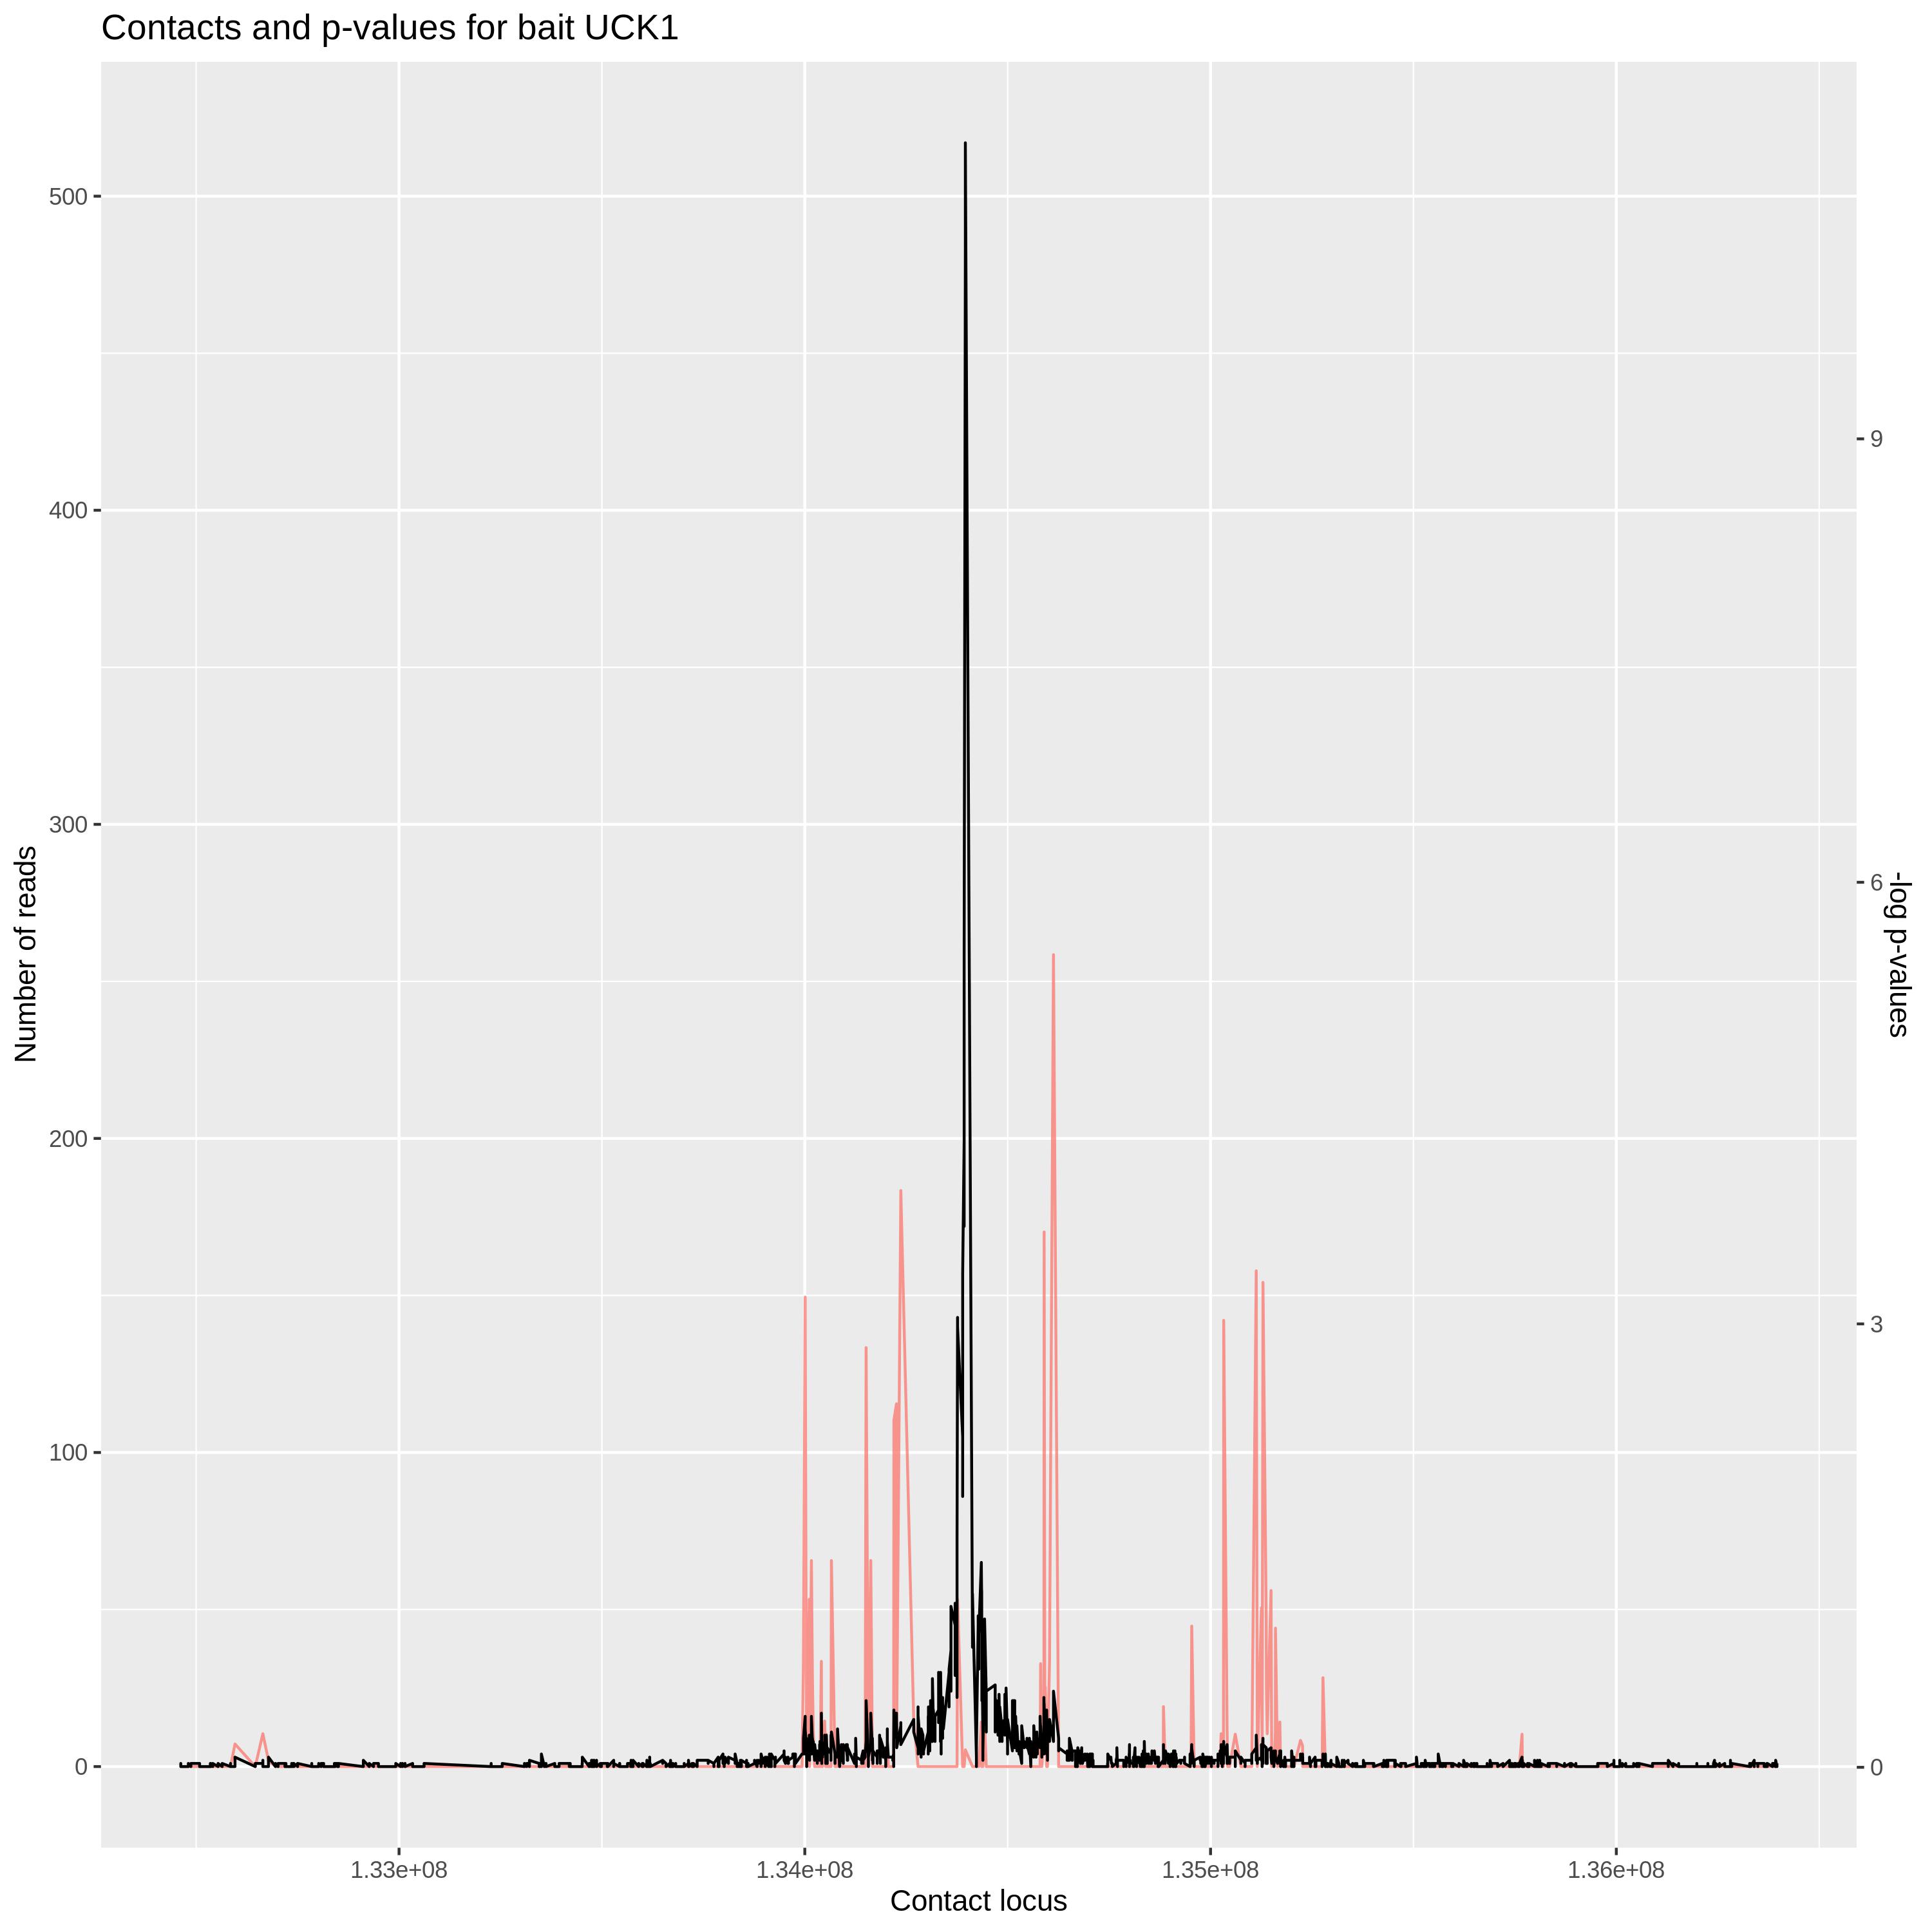 Contacts and p-values for bait UCK1
500
400
300
200
100
0
Number of reads
9
6
3
0
-log p-values
1.33e+08
1.34e+08
1.35e+08
1.36e+08
Contact locus